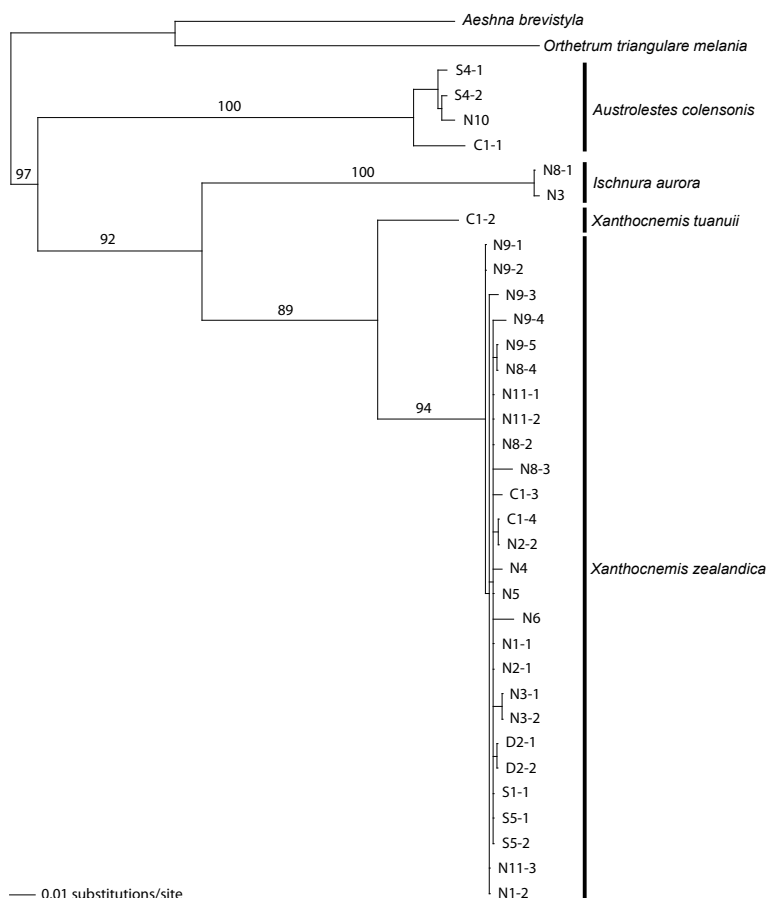 Aeshna brevistyla
Orthetrum triangulare melania
S4-1
S4-2
100
N10
Austrolestes colensonis
C1-1
97
100
N8-1
N3
Ischnura aurora
C1-2
Xanthocnemis tuanuii
92
N9-1
N9-2
N9-3
89
N9-4
N9-5
N8-4
N11-1
94
N11-2
N8-2
N8-3
C1-3
C1-4
N2-2
N4
Xanthocnemis zealandica
N5
N6
N1-1
N2-1
N3-1
N3-2
D2-1
D2-2
S1-1
S5-1
S5-2
N11-3
N1-2
0.01 substitutions/site